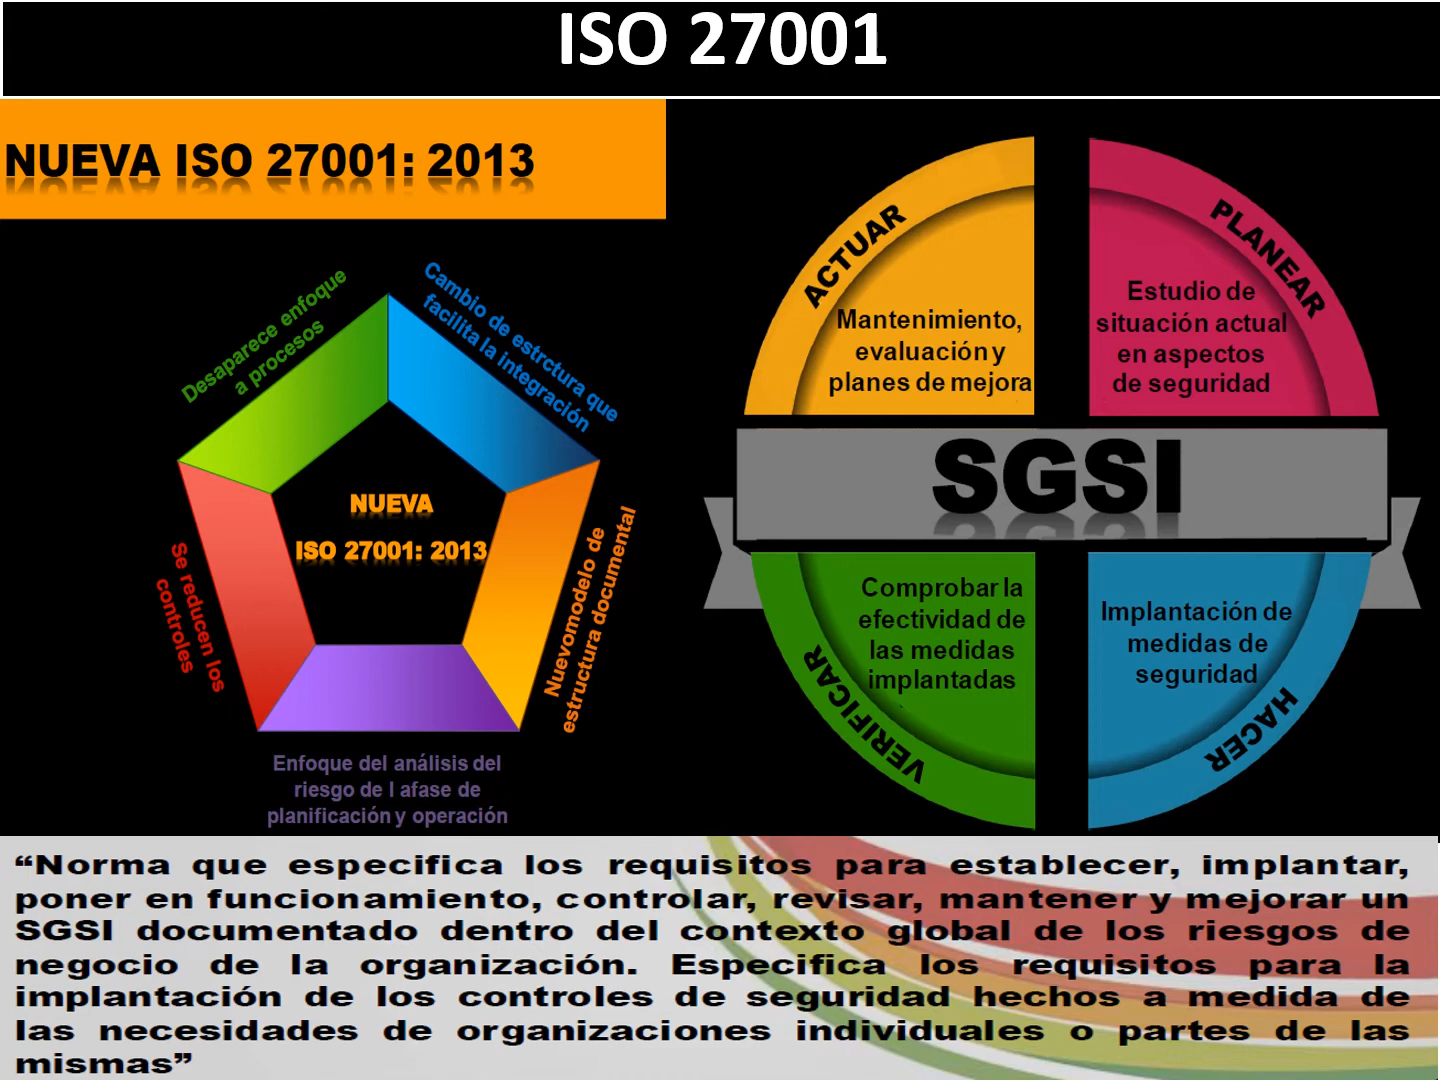 ISO 27001
NUEVA ISO 27001: 2013
Desaparece enfoque
a procesos
Cambio de estrctura que
facilita la integración
NUEVA
ISO 27001: 2013
Se reducen los
controles
Nuevomodelo de
estructura documental
Enfoque del análisis del
riesgo de l afase de
planificación y operación
ACTUAR
Mantenimiento,
evaluación y
planes de mejora
PLANEAR
Estudio de
situación actual
en aspectos
de seguridad
SGSI
Comprobar la
efectividad de
las medidas
implantadas
VERIFICAR
Implantación de
medidas de
seguridad
HACER
“Norma que especifica los requisitos para establecer, implantar,
poner en funcionamiento, controlar, revisar, mantener y mejorar un
SGSI documentado dentro del contexto global de los riesgos de
negocio de la organización. Especifica los requisitos para la
implantación de los controles de seguridad hechos a medida de
las necesidades de organizaciones individuales o partes de las
mismas”